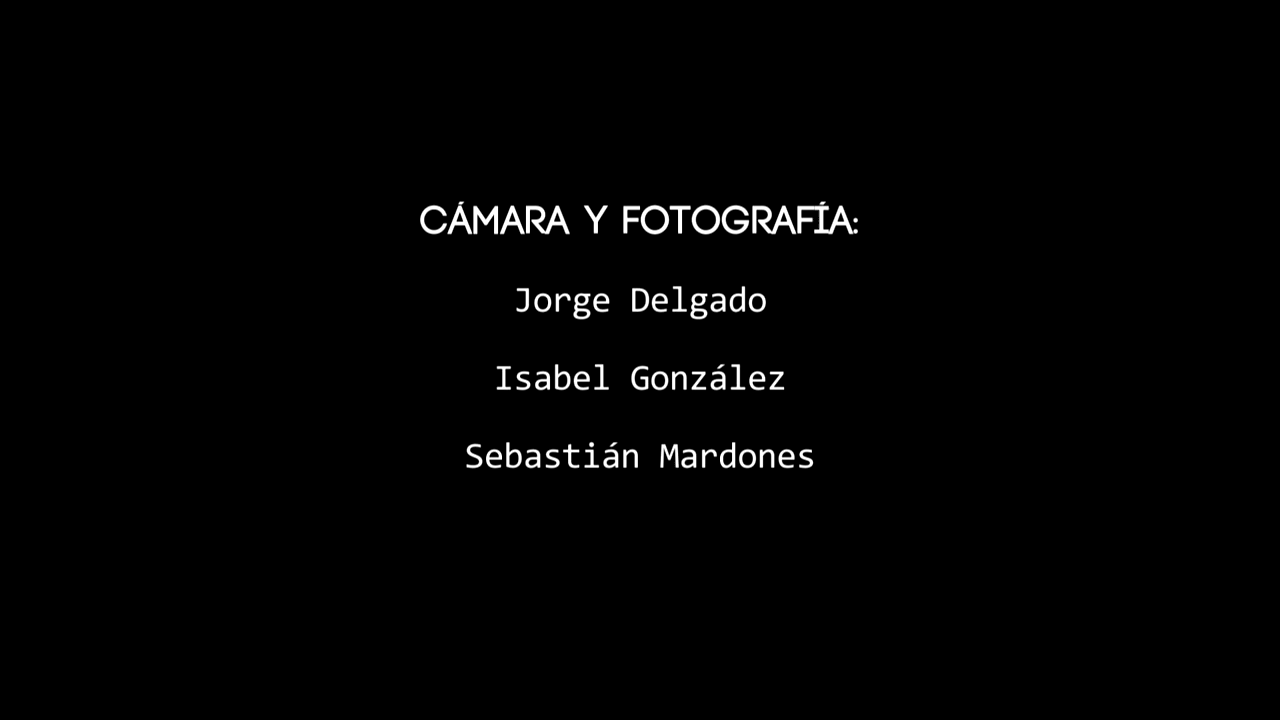 CÁMARA Y FOTOGRAFÍA:
Jorge Delgado
Isabel González
Sebastián Mardones